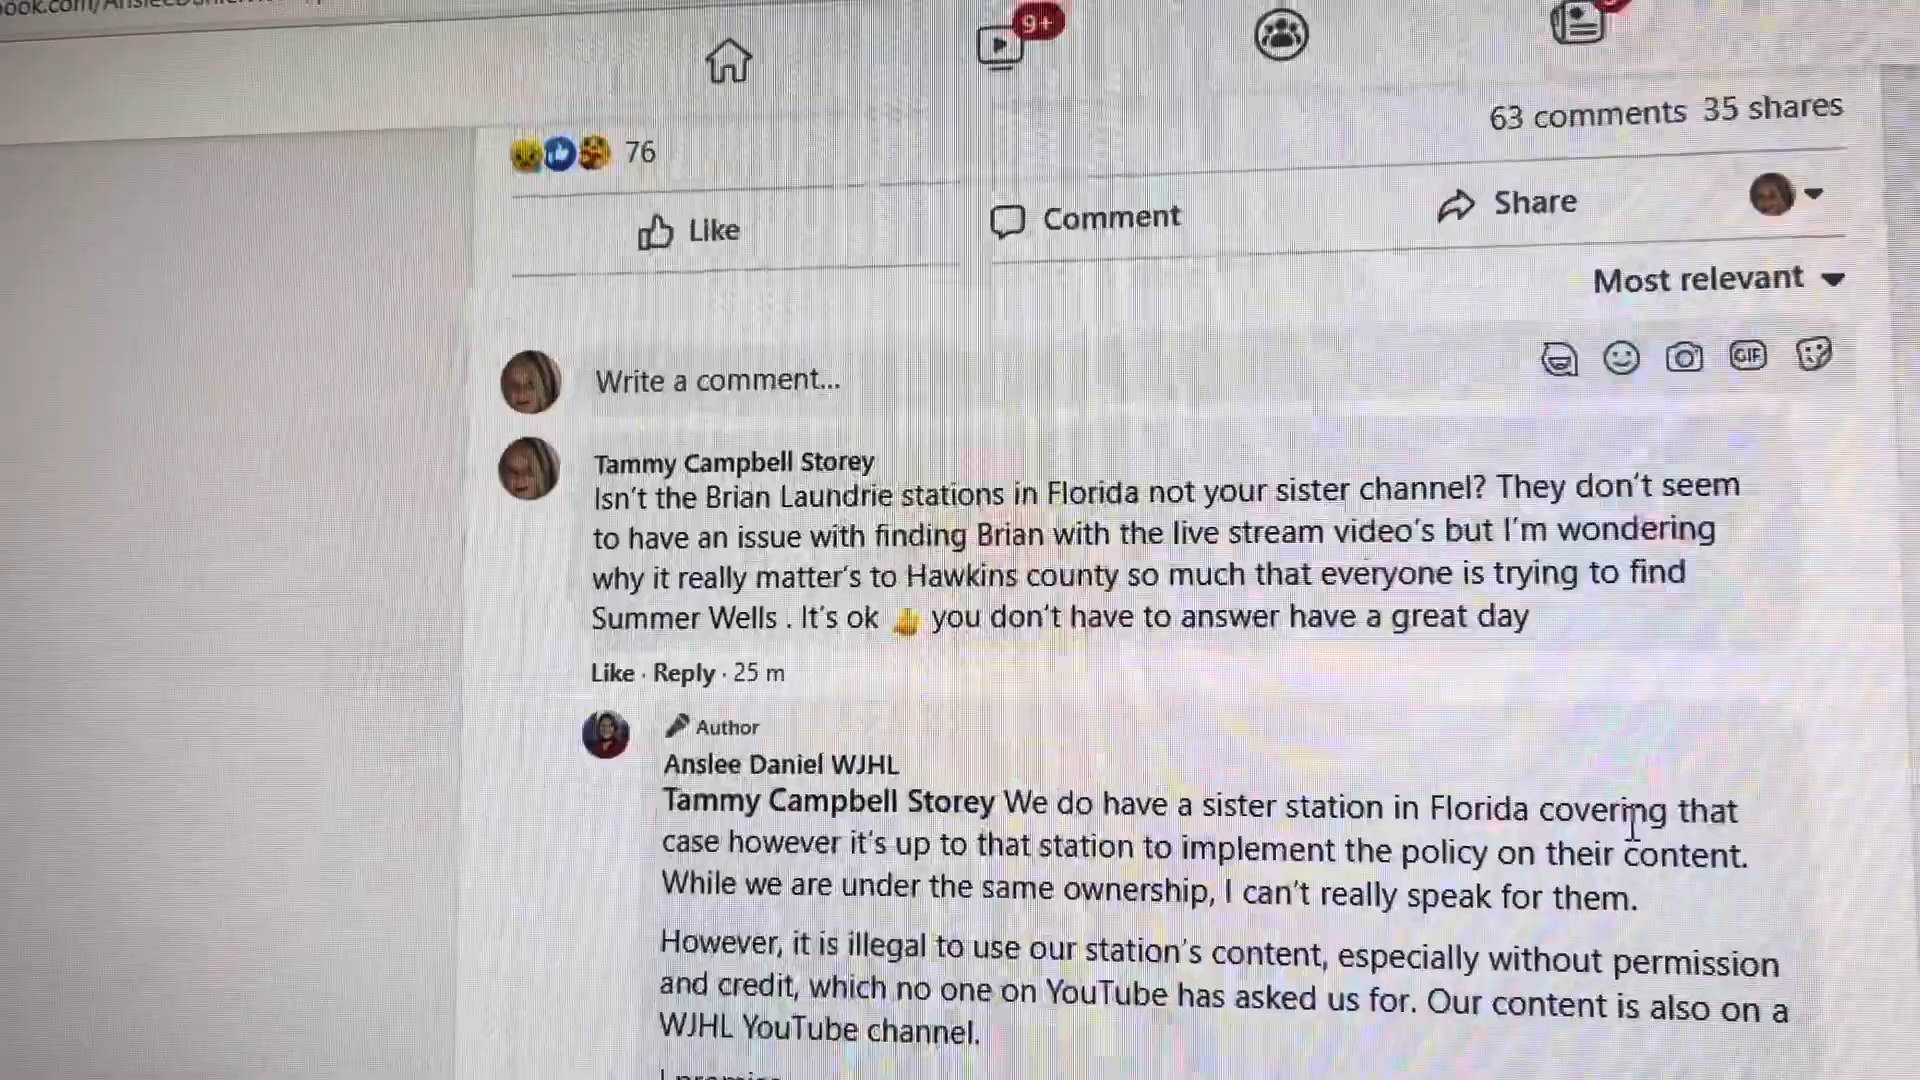 9+
63 comments 35 shares
76
Like
Comment
Share
Most relevant
GIF
Write a comment...
Tammy Campbell Storey
Isn't the Brian Laundrie stations in Florida not your sister channel? They don't seem
to have an issue with finding Brian with the live stream video's but I'm wondering
why it really matter's to Hawkins county so much that everyone is trying to find
Summer Wells . It's ok 👍 you don't have to answer have a great day
Like · Reply · 25 m
Author
Anslee Daniel WJHL
Tammy Campbell Storey We do have a sister station in Florida covering that
case however it's up to that station to implement the policy on their content.
While we are under the same ownership, I can't really speak for them.
However, it is illegal to use our station's content, especially without permission
and credit, which no one on YouTube has asked us for. Our content is also on a
WJHL YouTube channel.